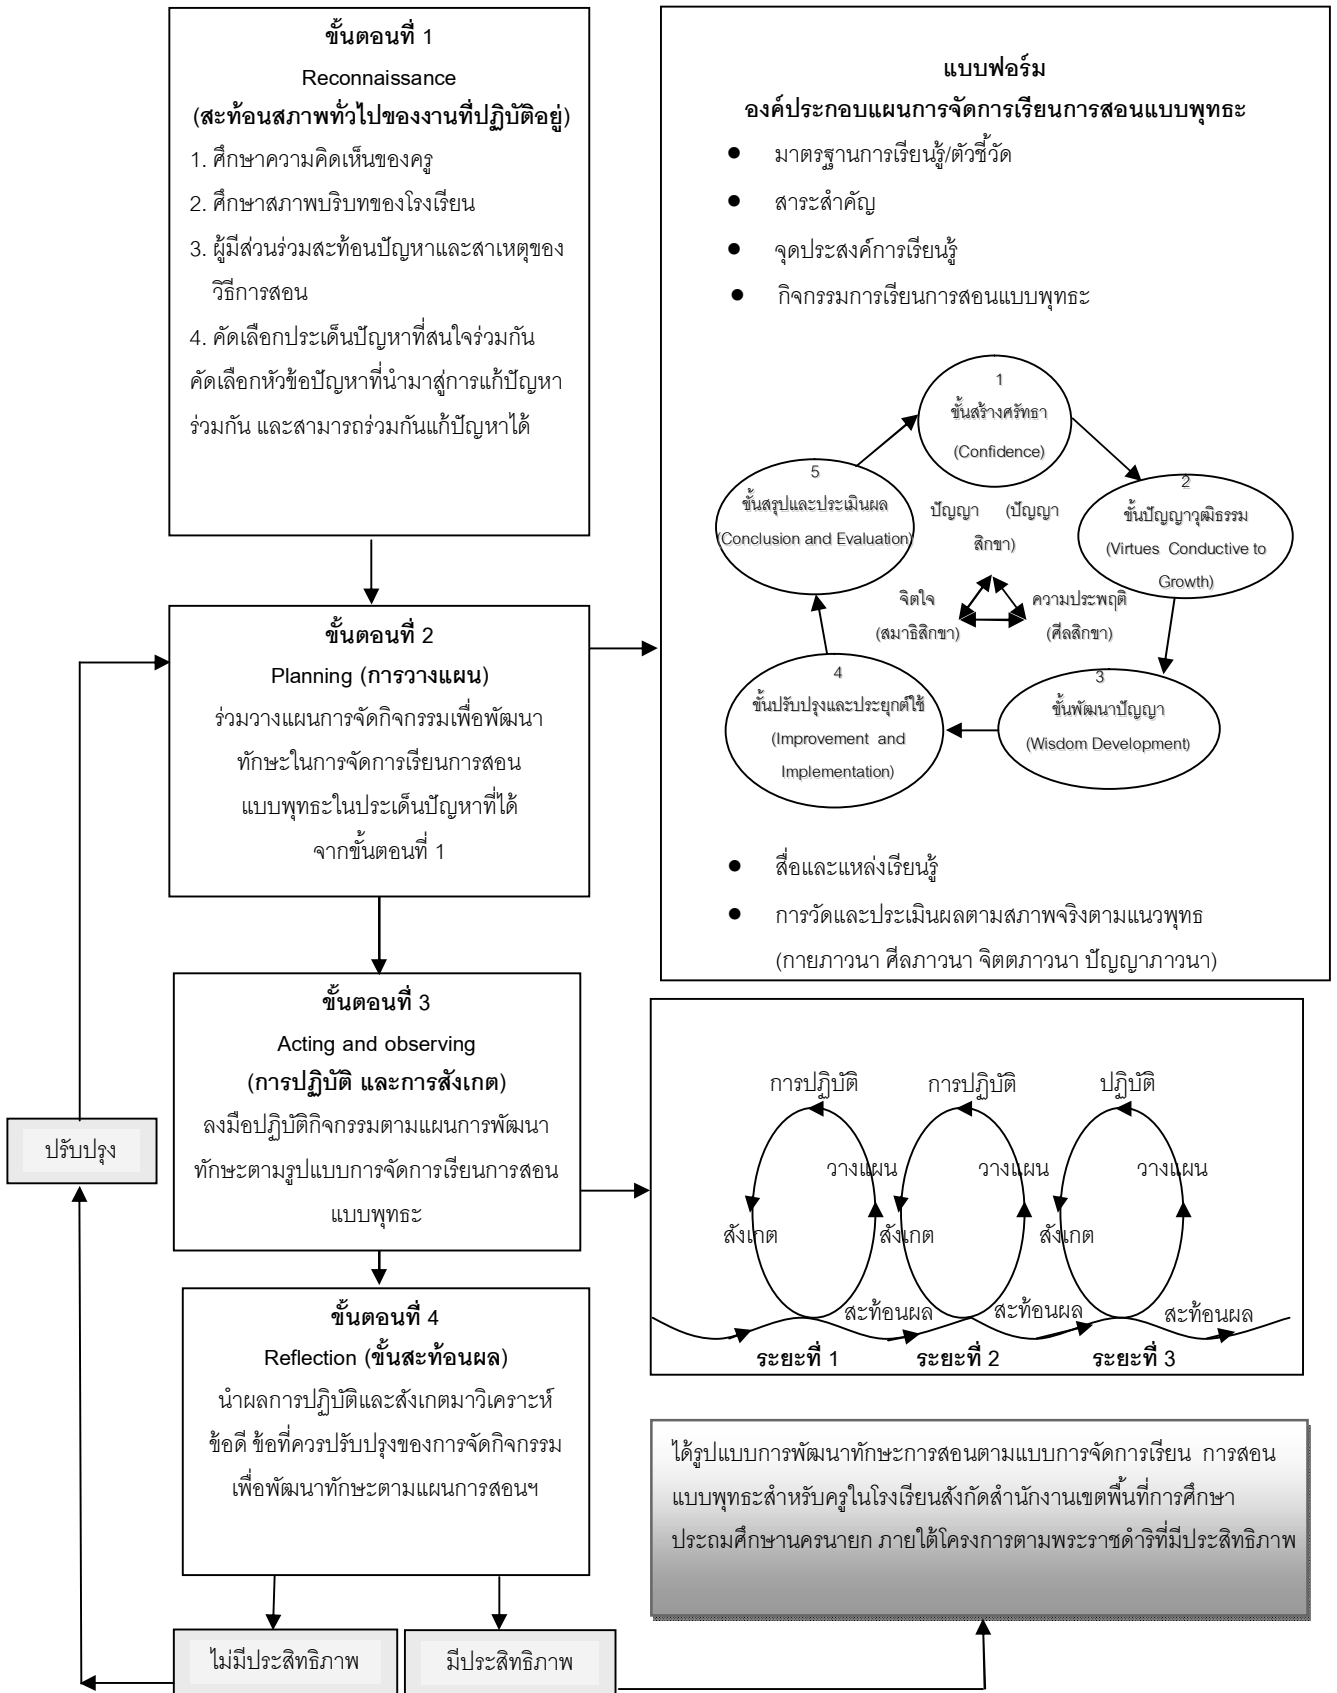 ขั้นตอนที่ 1
Reconnaissance
(สะท้อนสภาพทั่วไปของงานที่ปฏิบัติอยู่)
1. ศึกษาความคิดเห็นของครู
2. ศึกษาสภาพบริบทของโรงเรียน
3. ผู้มีส่วนร่วมสะท้อนปัญหาและสาเหตุของ
วิธีการสอน
4. คัดเลือกประเด็นปัญหาที่สนใจร่วมกัน
คัดเลือกหัวข้อปัญหาที่นำมาสู่การแก้ปัญหา
ร่วมกัน และสามารถร่วมกันแก้ปัญหาได้
ขั้นตอนที่ 2
Planning (การวางแผน)
ร่วมวางแผนการจัดกิจกรรมเพื่อพัฒนา
ทักษะในการจัดการเรียนการสอน
แบบพุทธะในประเด็นปัญหาที่ได้
จากขั้นตอนที่ 1
ขั้นตอนที่ 3
Acting and observing
(การปฏิบัติ และการสังเกต)
ลงมือปฏิบัติกิจกรรมตามแผนการพัฒนา
ทักษะตามรูปแบบการจัดการเรียนการสอน
แบบพุทธะ
ปรับปรุง
ขั้นตอนที่ 4
Reflection (ขั้นสะท้อนผล)
นำผลการปฏิบัติและสังเกตมาวิเคราะห์
ข้อดี ข้อที่ควรปรับปรุงของการจัดกิจกรรม
เพื่อพัฒนาทักษะตามแผนการสอนฯ
ไม่มีประสิทธิภาพ
มีประสิทธิภาพ
แบบฟอร์ม
องค์ประกอบแผนการจัดการเรียนการสอนแบบพุทธะ
● มาตรฐานการเรียนรู้/ตัวชี้วัด
● สาระสำคัญ
● จุดประสงค์การเรียนรู้
● กิจกรรมการเรียนการสอนแบบพุทธะ
1
ขั้นสร้างศรัทธา
(Confidence)
2
ขั้นปัญญาวุฒิธรรม
(Virtues Conductive to
Growth)
3
ขั้นพัฒนาปัญญา
(Wisdom Development)
4
ขั้นปรับปรุงและประยุกต์ใช้
(Improvement and
Implementation)
5
ขั้นสรุปและประเมินผล
(Conclusion and Evaluation)
ปัญญา (ปัญญา
สิกขา)
จิตใจ
(สมาธิสิกขา)
ความประพฤติ
(ศีลสิกขา)
● สื่อและแหล่งเรียนรู้
● การวัดและประเมินผลตามสภาพจริงตามแนวพุทธ
(กายภาวนา ศีลภาวนา จิตตภาวนา ปัญญาภาวนา)
การปฏิบัติ การปฏิบัติ ปฏิบัติ
วางแผน วางแผน วางแผน
สังเกต สังเกต สังเกต
สะท้อนผล สะท้อนผล สะท้อนผล
ระยะที่ 1 ระยะที่ 2 ระยะที่ 3
ได้รูปแบบการพัฒนาทักษะการสอนตามแบบการจัดการเรียน การสอน
แบบพุทธะสำหรับครูในโรงเรียนสังกัดสำนักงานเขตพื้นที่การศึกษา
ประถมศึกษานครนายก ภายใต้โครงการตามพระราชดำริที่มีประสิทธิภาพ